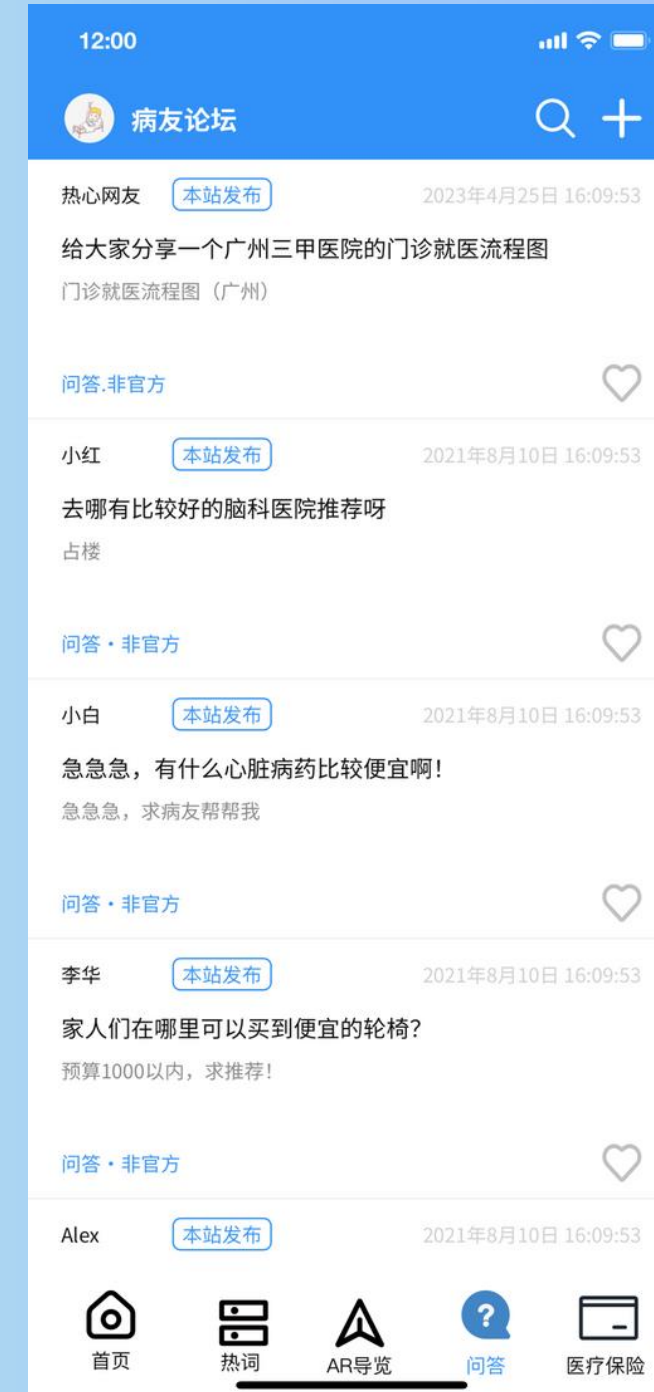 12:00
病友论坛
热心网友 本站发布 2023年4月25日 16:09:53
给大家分享一个广州三甲医院的门诊就医流程图
门诊就医流程图（广州）
问答.非官方
小红 本站发布 2021年8月10日 16:09:53
去哪有比较好的脑科医院推荐呀
占楼
问答·非官方
小白 本站发布 2021年8月10日 16:09:53
急急急，有什么心脏病药比较便宜啊！
急急急，求病友帮帮我
问答·非官方
李华 本站发布 2021年8月10日 16:09:53
家人们在哪里可以买到便宜的轮椅？
预算1000以内，求推荐！
问答·非官方
Alex 本站发布 2021年8月10日 16:09:53
首页 热词 AR导览 问答 医疗保险